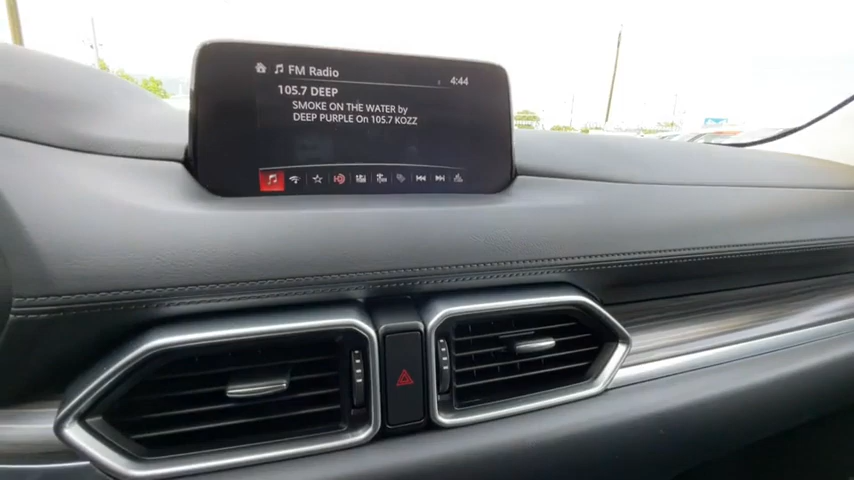 FM Radio
4:44
105.7 DEEP
SMOKE ON THE WATER by
DEEP PURPLE On 105.7 KOZZ